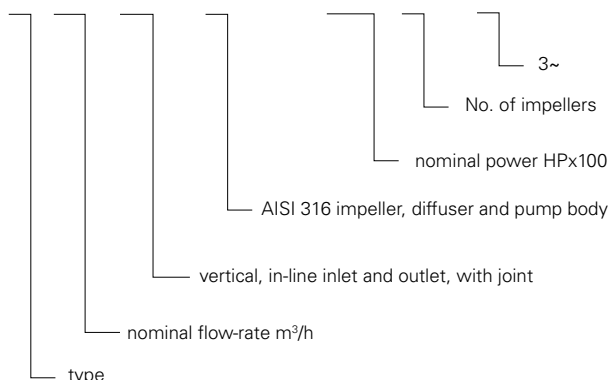 3~
No. of impellers
nominal power HPx100
AISI 316 impeller, diffuser and pump body
vertical, in-line inlet and outlet, with joint
nominal flow-rate m³/h
type